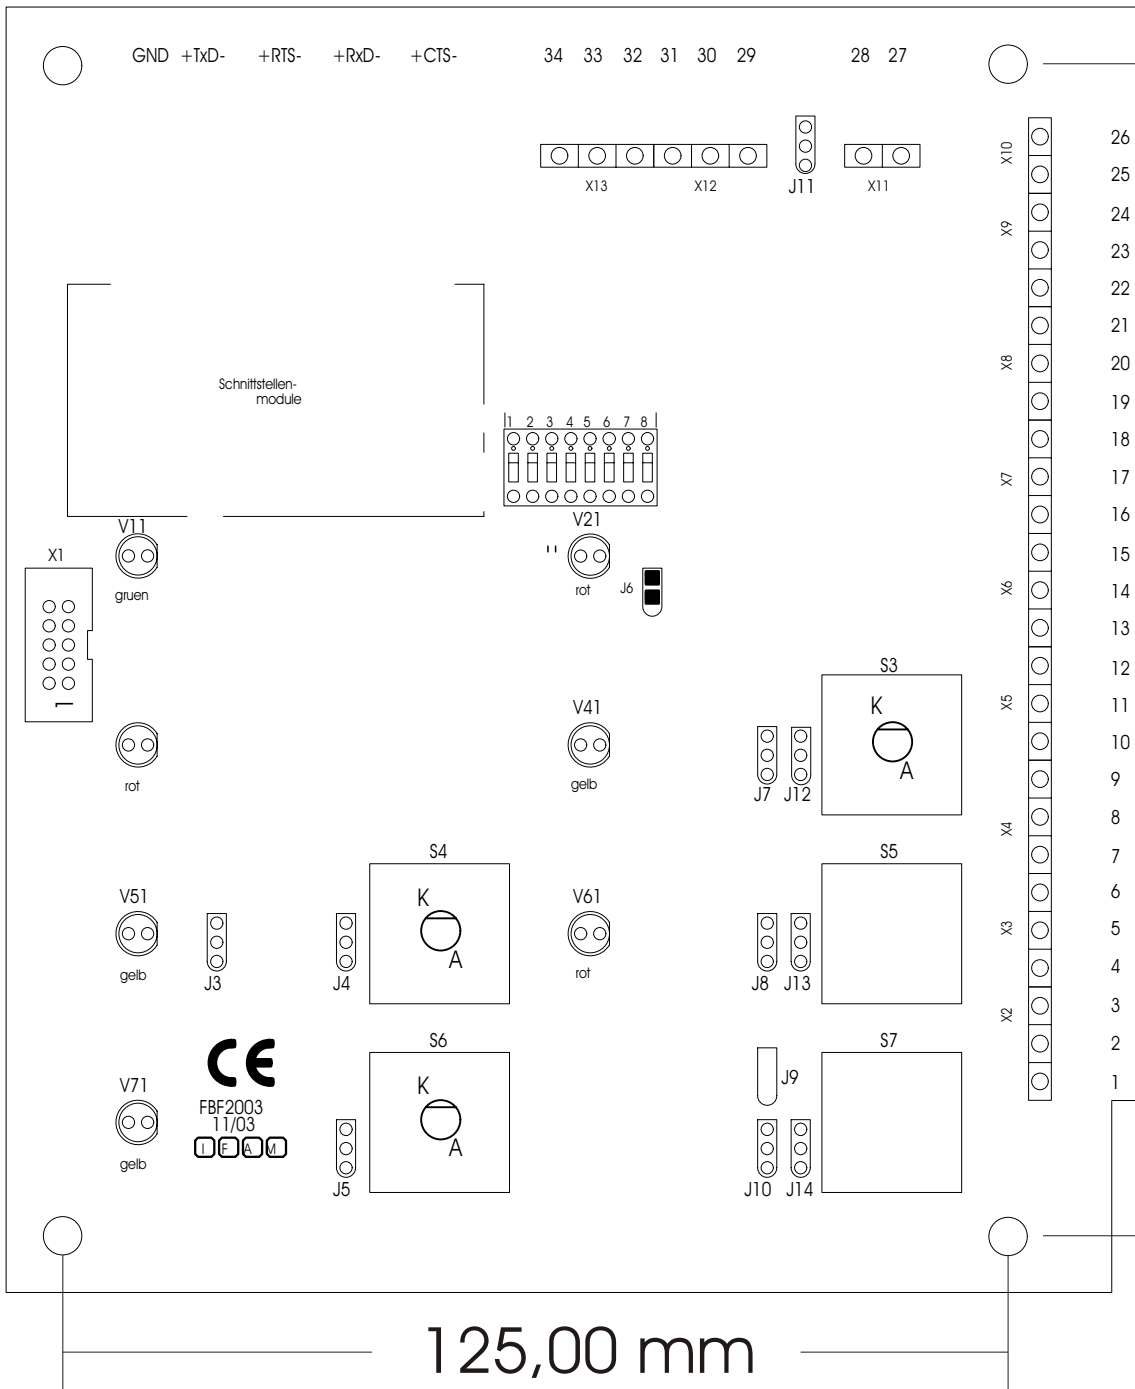 GND +TxD- +RTS- +RxD- +CTS- 34 33 32 31 30 29 28 27
X13 X12 J11 X11
X10
X9
X8
X7
X6
X5
X4
X3
X2
26
25
24
23
22
21
20
19
18
17
16
15
14
13
12
11
10
9
8
7
6
5
4
3
2
1
Schnittstellen-
module
1 2 3 4 5 6 7 8
V11
gruen
X1
1
V21
rot
J6
rot
V41
gelb
S3
K
A
J7 J12
V51
gelb
J3
J4
S4
K
A
V61
rot
S5
J8 J13
CE
FBF2003
11/03
I F A M
V71
gelb
J5
S6
K
A
J9
S7
J10 J14
125,00 mm